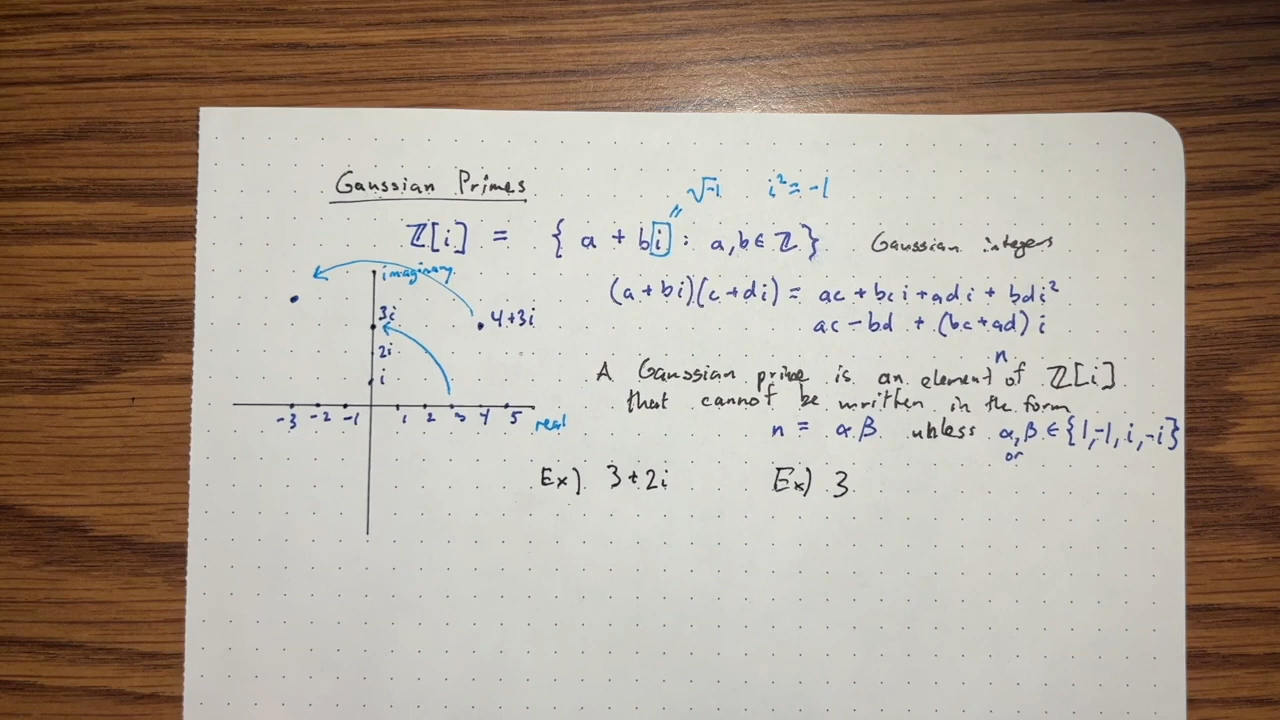 Gaussian Primes
√-1 i² = -1
ℤ[i] = { a + bi : a, b ∈ ℤ } Gaussian integers
imaginary
(a + bi)(c + di) = ac + bci + adi + bdi²
3i
4+3i
ac - bd + (bc + ad) i
2i
i
A Gaussian prime is an element n of ℤ[i]
that cannot be written in the form
-3 -2 -1 1 2 3 4 5 real
n = αβ unless α, β ∈ {1, -1, i, -i}
or
Ex) 3 + 2i Ex) 3